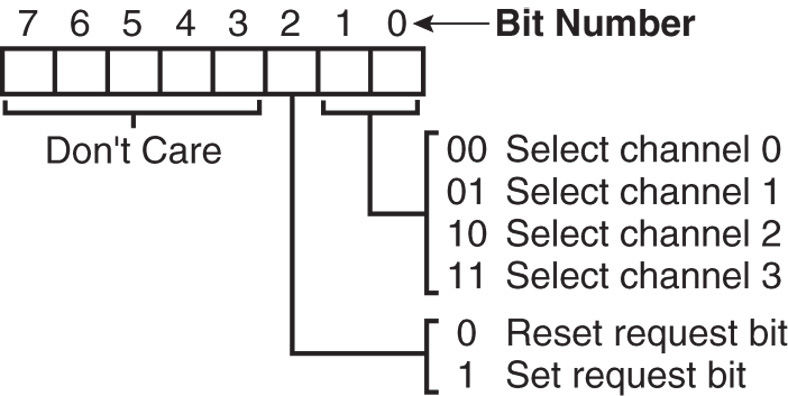 7 6 5 4 3 2 1 0 Bit Number
Don't Care
00 Select channel 0
01 Select channel 1
10 Select channel 2
11 Select channel 3
0 Reset request bit
1 Set request bit